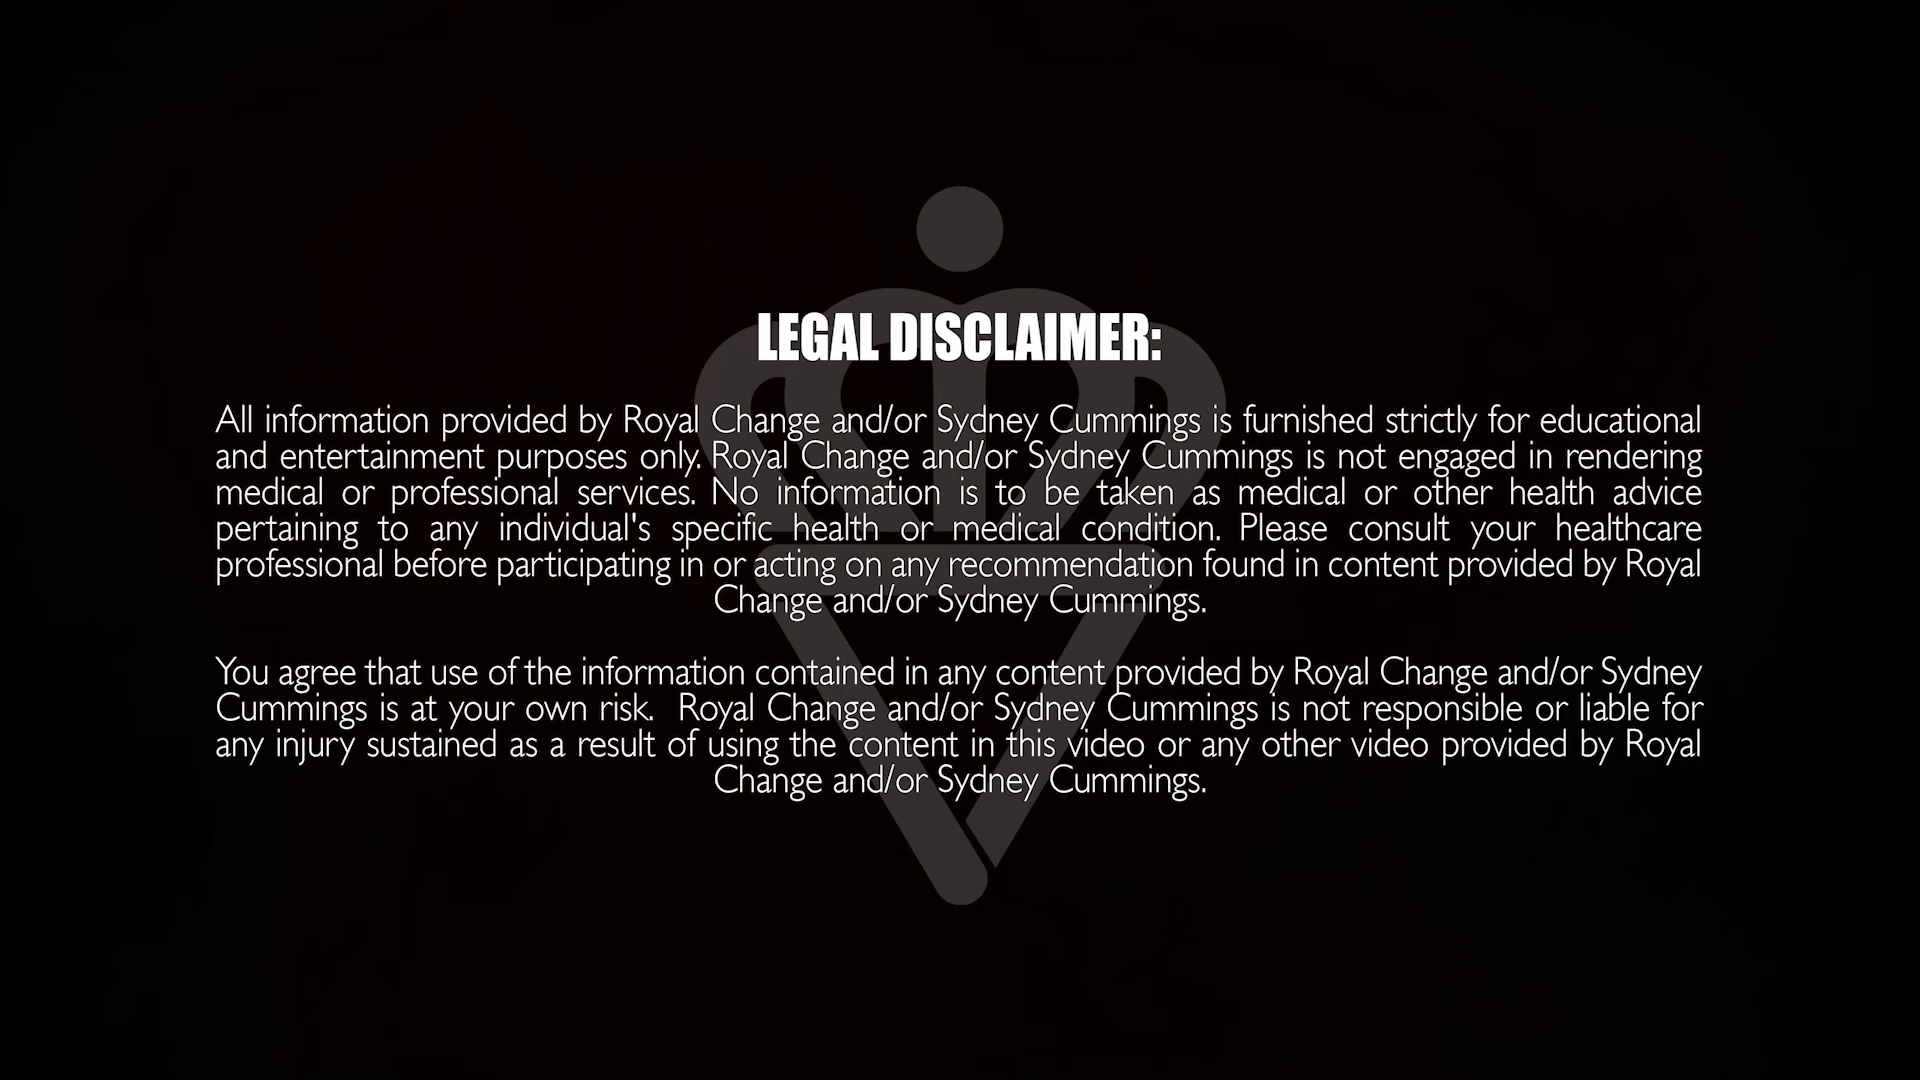 LEGAL DISCLAIMER:
All information provided by Royal Change and/or Sydney Cummings is furnished strictly for educational
and entertainment purposes only. Royal Change and/or Sydney Cummings is not engaged in rendering
medical or professional services. No information is to be taken as medical or other health advice
pertaining to any individual's specific health or medical condition. Please consult your healthcare
professional before participating in or acting on any recommendation found in content provided by Royal
Change and/or Sydney Cummings.
You agree that use of the information contained in any content provided by Royal Change and/or Sydney
Cummings is at your own risk.  Royal Change and/or Sydney Cummings is not responsible or liable for
any injury sustained as a result of using the content in this video or any other video provided by Royal
Change and/or Sydney Cummings.